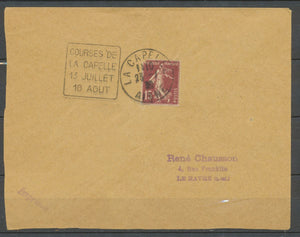 COURSES DE
LA CAPELLE
13 JUILLET
10 AOUT
LA CAPELLE
René Chausson
4, Rue Franklin
LE HAVRE